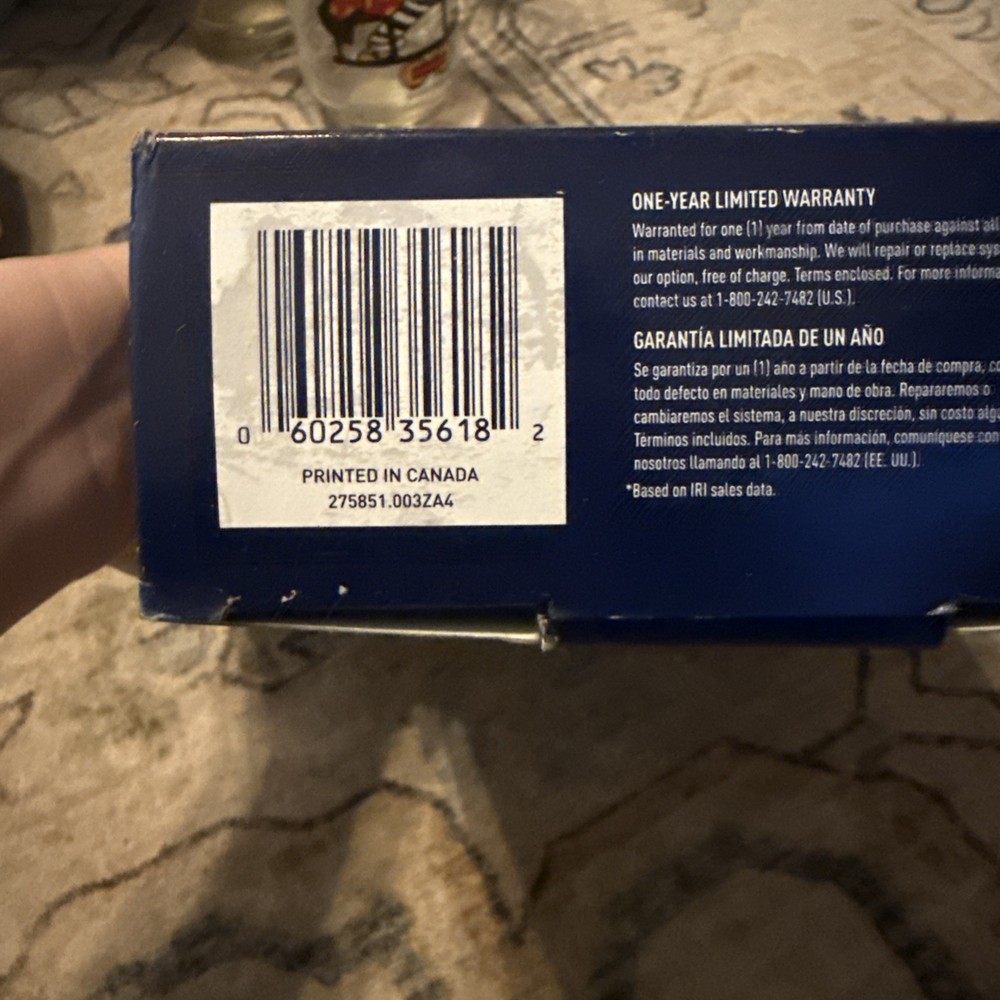 0 60258 35618 2
PRINTED IN CANADA
275851.003ZA4
ONE-YEAR LIMITED WARRANTY
Warranted for one (1) year from date of purchase against all
in materials and workmanship. We will repair or replace sys
our option, free of charge. Terms enclosed. For more informa
contact us at 1-800-242-7482 (U.S.).
GARANTÍA LIMITADA DE UN AÑO
Se garantiza por un (1) año a partir de la fecha de compra, co
todo defecto en materiales y mano de obra. Repararemos o
cambiaremos el sistema, a nuestra discreción, sin costo algu
Términos incluidos. Para más información, comuníquese con
nosotros llamando al 1-800-242-7482 (EE. UU.).
*Based on IRI sales data.